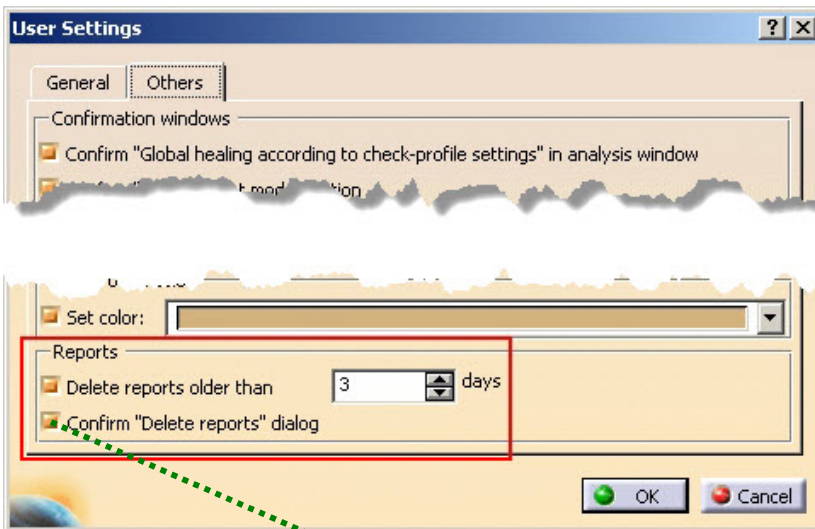 User Settings
General Others
Confirmation windows
Confirm "Global healing according to check-profile settings" in analysis window
Set color:
Reports
Delete reports older than 3 days
Confirm "Delete reports" dialog
OK Cancel